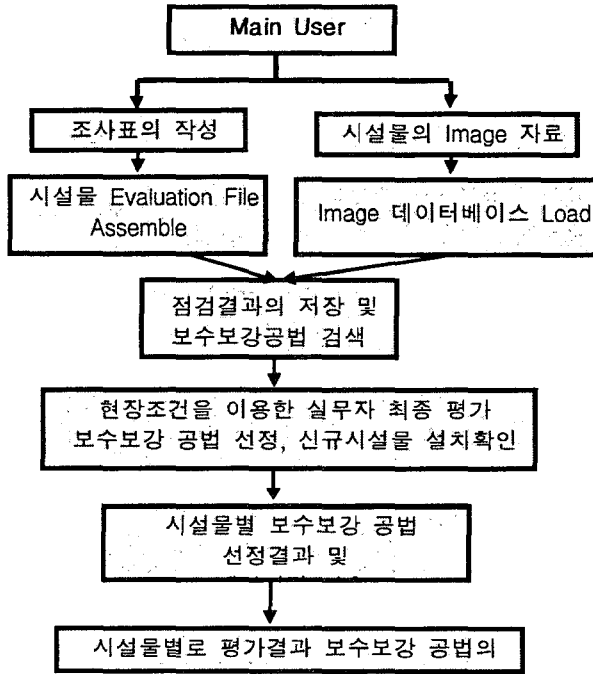 Main User
조사표의 작성
시설물의 Image 자료
시설물 Evaluation File
Assemble
Image 데이터베이스 Load
점검결과의 저장 및
보수보강공법 검색
현장조건을 이용한 실무자 최종 평가
보수보강 공법 선정, 신규시설물 설치확인
시설물별 보수보강 공법
선정결과 및
시설물별로 평가결과 보수보강 공법의